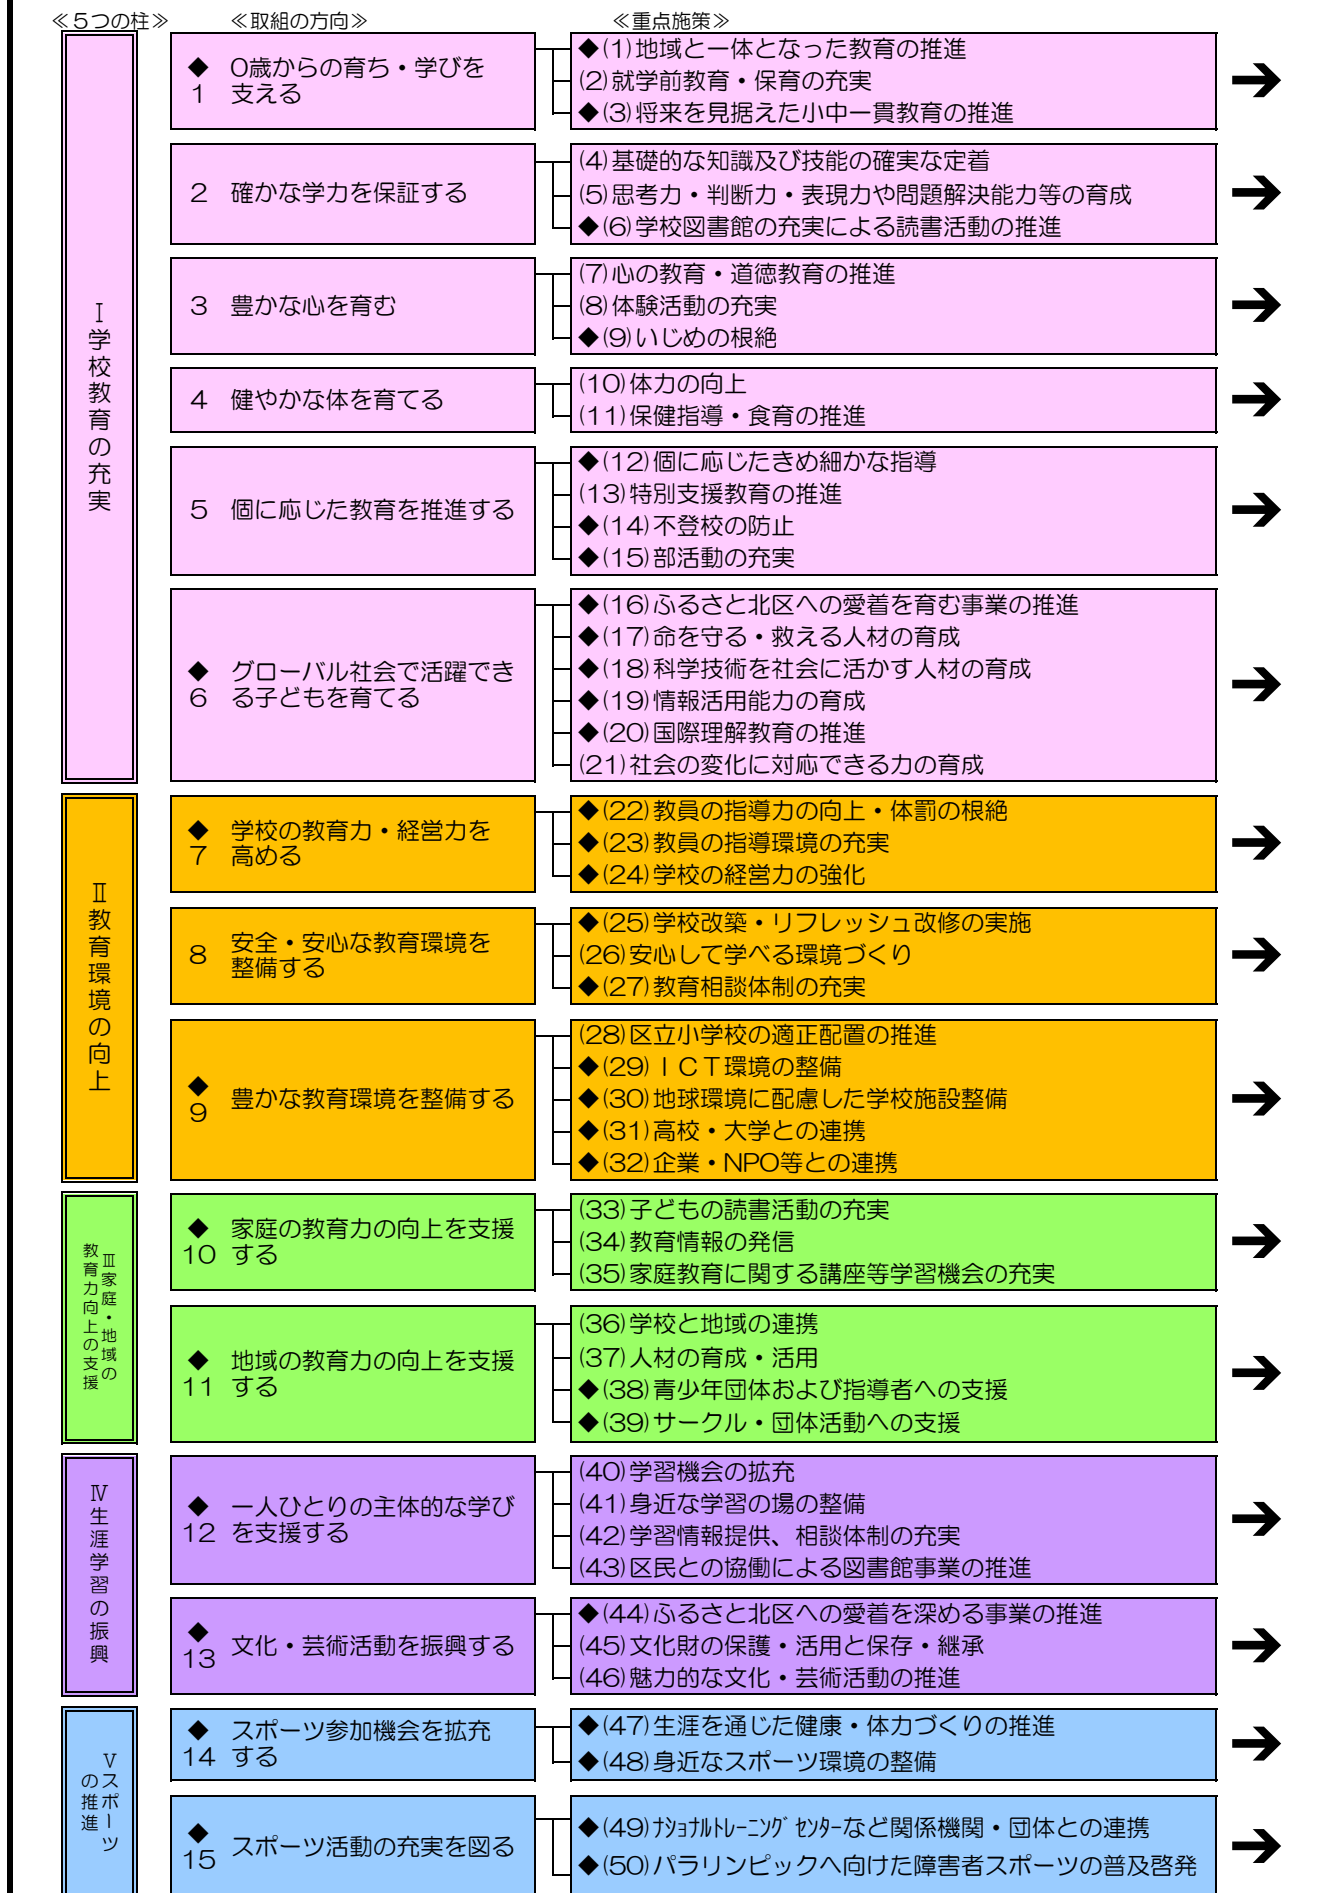 ≪５つの柱≫ ≪取組の方向≫ ≪重点施策≫
Ⅰ学校教育の充実
◆
1
0歳からの育ち・学びを
支える
◆(1)地域と一体となった教育の推進
(2)就学前教育・保育の充実
◆(3)将来を見据えた小中一貫教育の推進
➔
2 確かな学力を保証する
(4)基礎的な知識及び技能の確実な定着
(5)思考力・判断力・表現力や問題解決能力等の育成
◆(6)学校図書館の充実による読書活動の推進
➔
3 豊かな心を育む
(7)心の教育・道徳教育の推進
(8)体験活動の充実
◆(9)いじめの根絶
➔
4 健やかな体を育てる
(10)体力の向上
(11)保健指導・食育の推進
➔
5 個に応じた教育を推進する
◆(12)個に応じたきめ細かな指導
(13)特別支援教育の推進
◆(14)不登校の防止
◆(15)部活動の充実
➔
◆
6
グローバル社会で活躍でき
る子どもを育てる
◆(16)ふるさと北区への愛着を育む事業の推進
◆(17)命を守る・救える人材の育成
◆(18)科学技術を社会に活かす人材の育成
◆(19)情報活用能力の育成
◆(20)国際理解教育の推進
(21)社会の変化に対応できる力の育成
➔
Ⅱ教育環境の向上
◆
7
学校の教育力・経営力を
高める
◆(22)教員の指導力の向上・体罰の根絶
◆(23)教員の指導環境の充実
◆(24)学校の経営力の強化
➔
8
安全・安心な教育環境を
整備する
◆(25)学校改築・リフレッシュ改修の実施
(26)安心して学べる環境づくり
◆(27)教育相談体制の充実
➔
◆
9
豊かな教育環境を整備する
(28)区立小学校の適正配置の推進
◆(29)ＩＣＴ環境の整備
◆(30)地球環境に配慮した学校施設整備
◆(31)高校・大学との連携
◆(32)企業・NPO等との連携
➔
Ⅲ家庭・地域の
教育力向上の支援
◆
10
家庭の教育力の向上を支援
する
(33)子どもの読書活動の充実
(34)教育情報の発信
(35)家庭教育に関する講座等学習機会の充実
➔
◆
11
地域の教育力の向上を支援
する
(36)学校と地域の連携
(37)人材の育成・活用
◆(38)青少年団体および指導者への支援
◆(39)サークル・団体活動への支援
➔
Ⅳ生涯学習の振興
◆
12
一人ひとりの主体的な学び
を支援する
(40)学習機会の拡充
(41)身近な学習の場の整備
(42)学習情報提供、相談体制の充実
(43)区民との協働による図書館事業の推進
➔
◆
13
文化・芸術活動を振興する
◆(44)ふるさと北区への愛着を深める事業の推進
(45)文化財の保護・活用と保存・継承
(46)魅力的な文化・芸術活動の推進
➔
Ⅴスポーツ
の推進
◆
14
スポーツ参加機会を拡充
する
◆(47)生涯を通じた健康・体力づくりの推進
◆(48)身近なスポーツ環境の整備
➔
◆
15
スポーツ活動の充実を図る
◆(49)ﾅｼｮﾅﾙﾄﾚｰﾆﾝｸﾞｾﾝﾀｰなど関係機関・団体との連携
◆(50)パラリンピックへ向けた障害者スポーツの普及啓発
➔